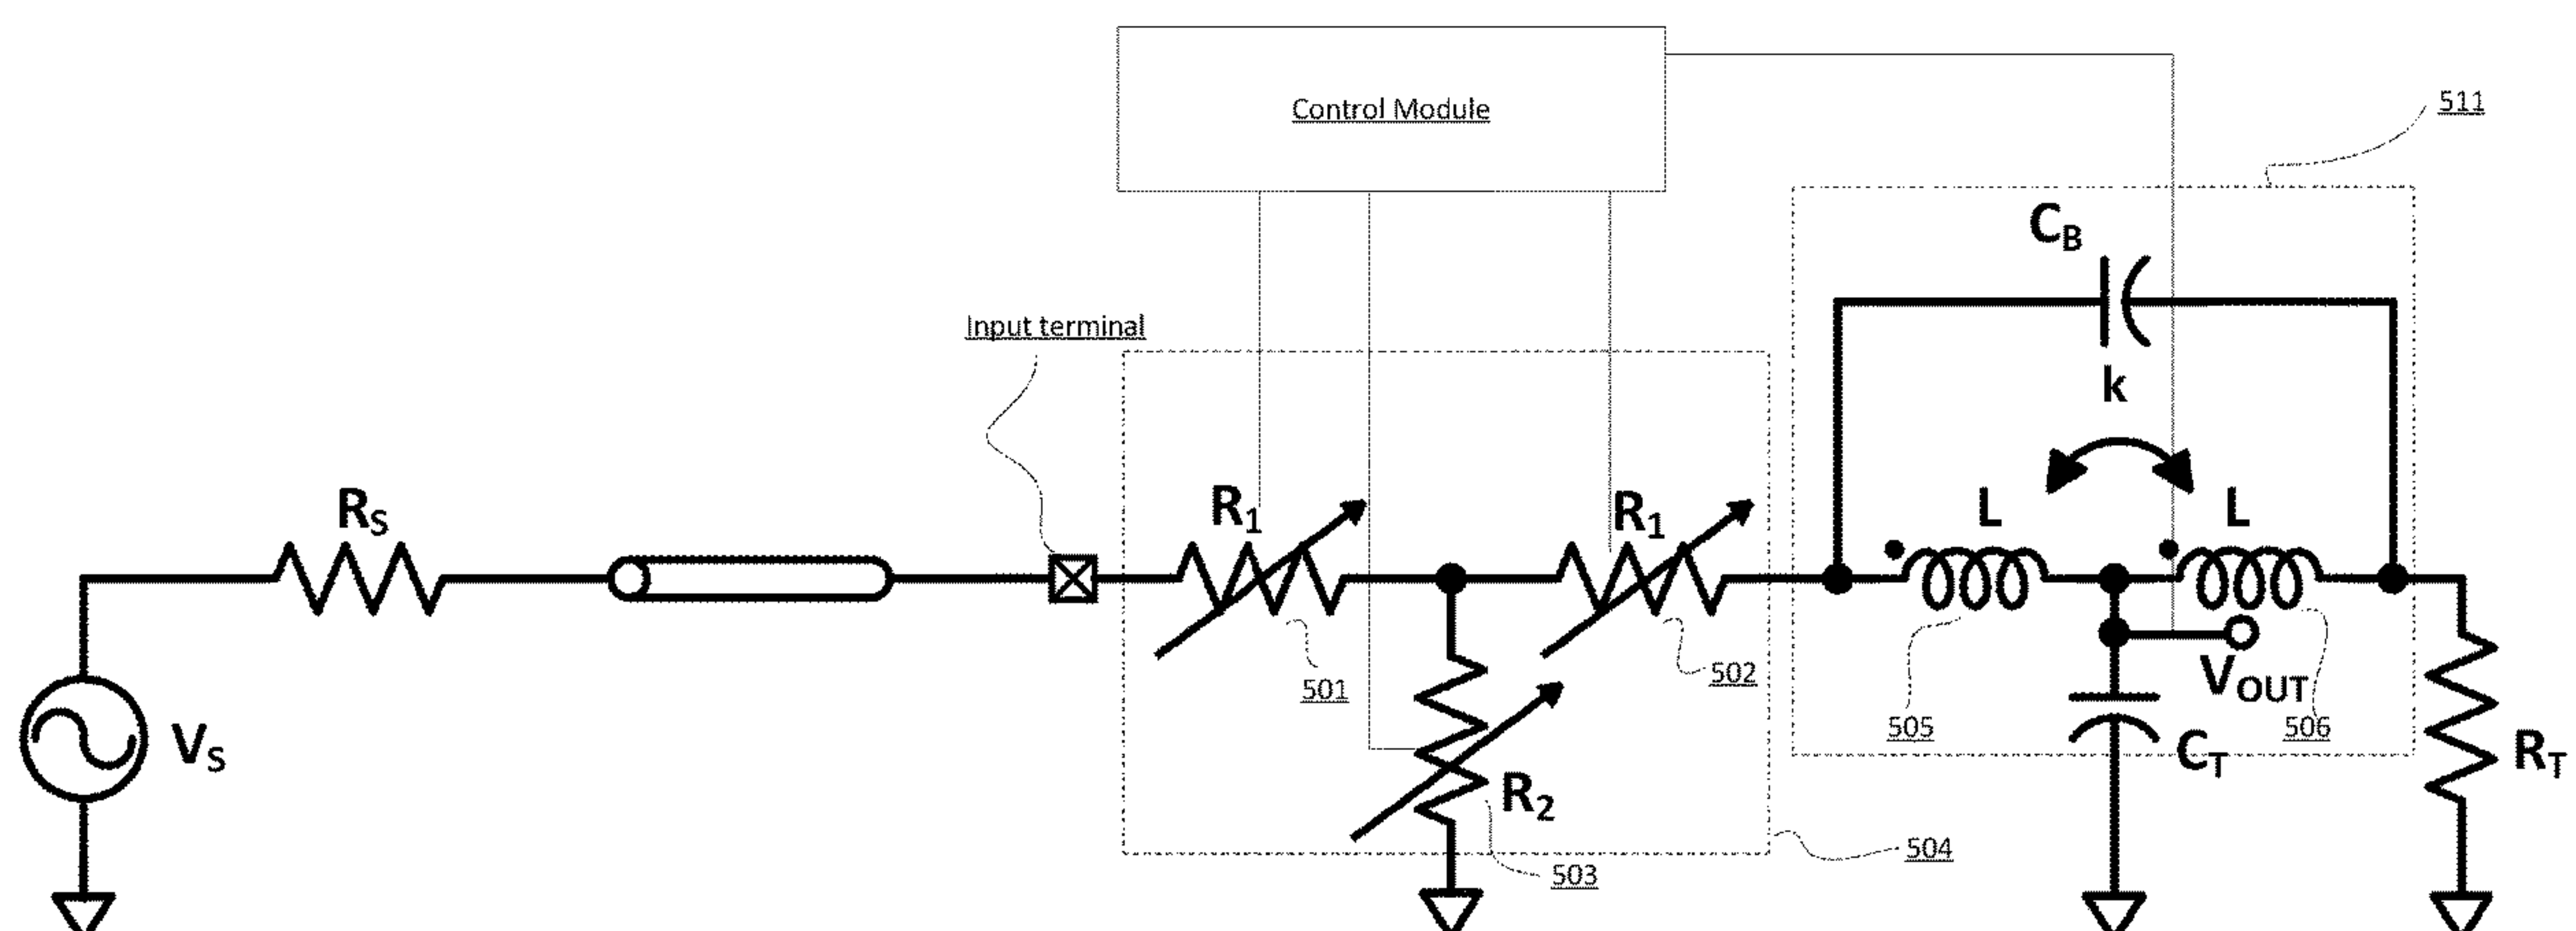 Control Module
511
C_B
Input terminal
k
R_S
R_1
R_1
L
L
501
502
V_OUT
505
506
V_S
R_2
C_T
R_T
504
503